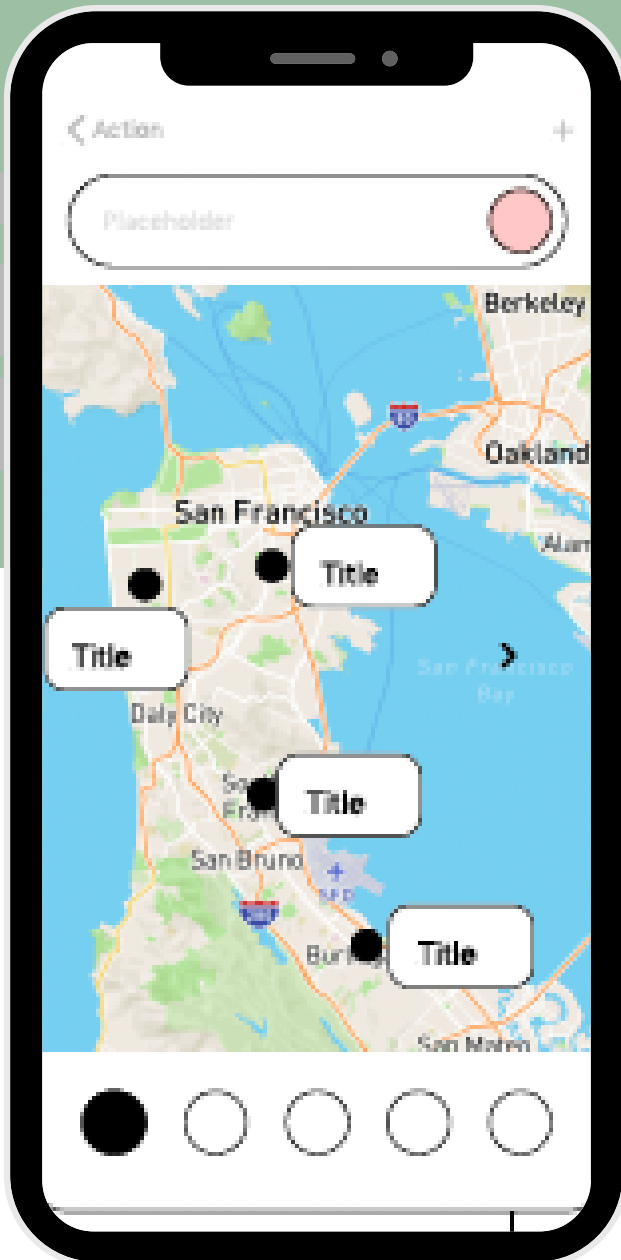 Action
+
Placeholder
Berkeley
Oakland
San Francisco
Title
Title
San Francisco
Bay
Daly City
Title
San Bruno
SFO
Title
San Mateo